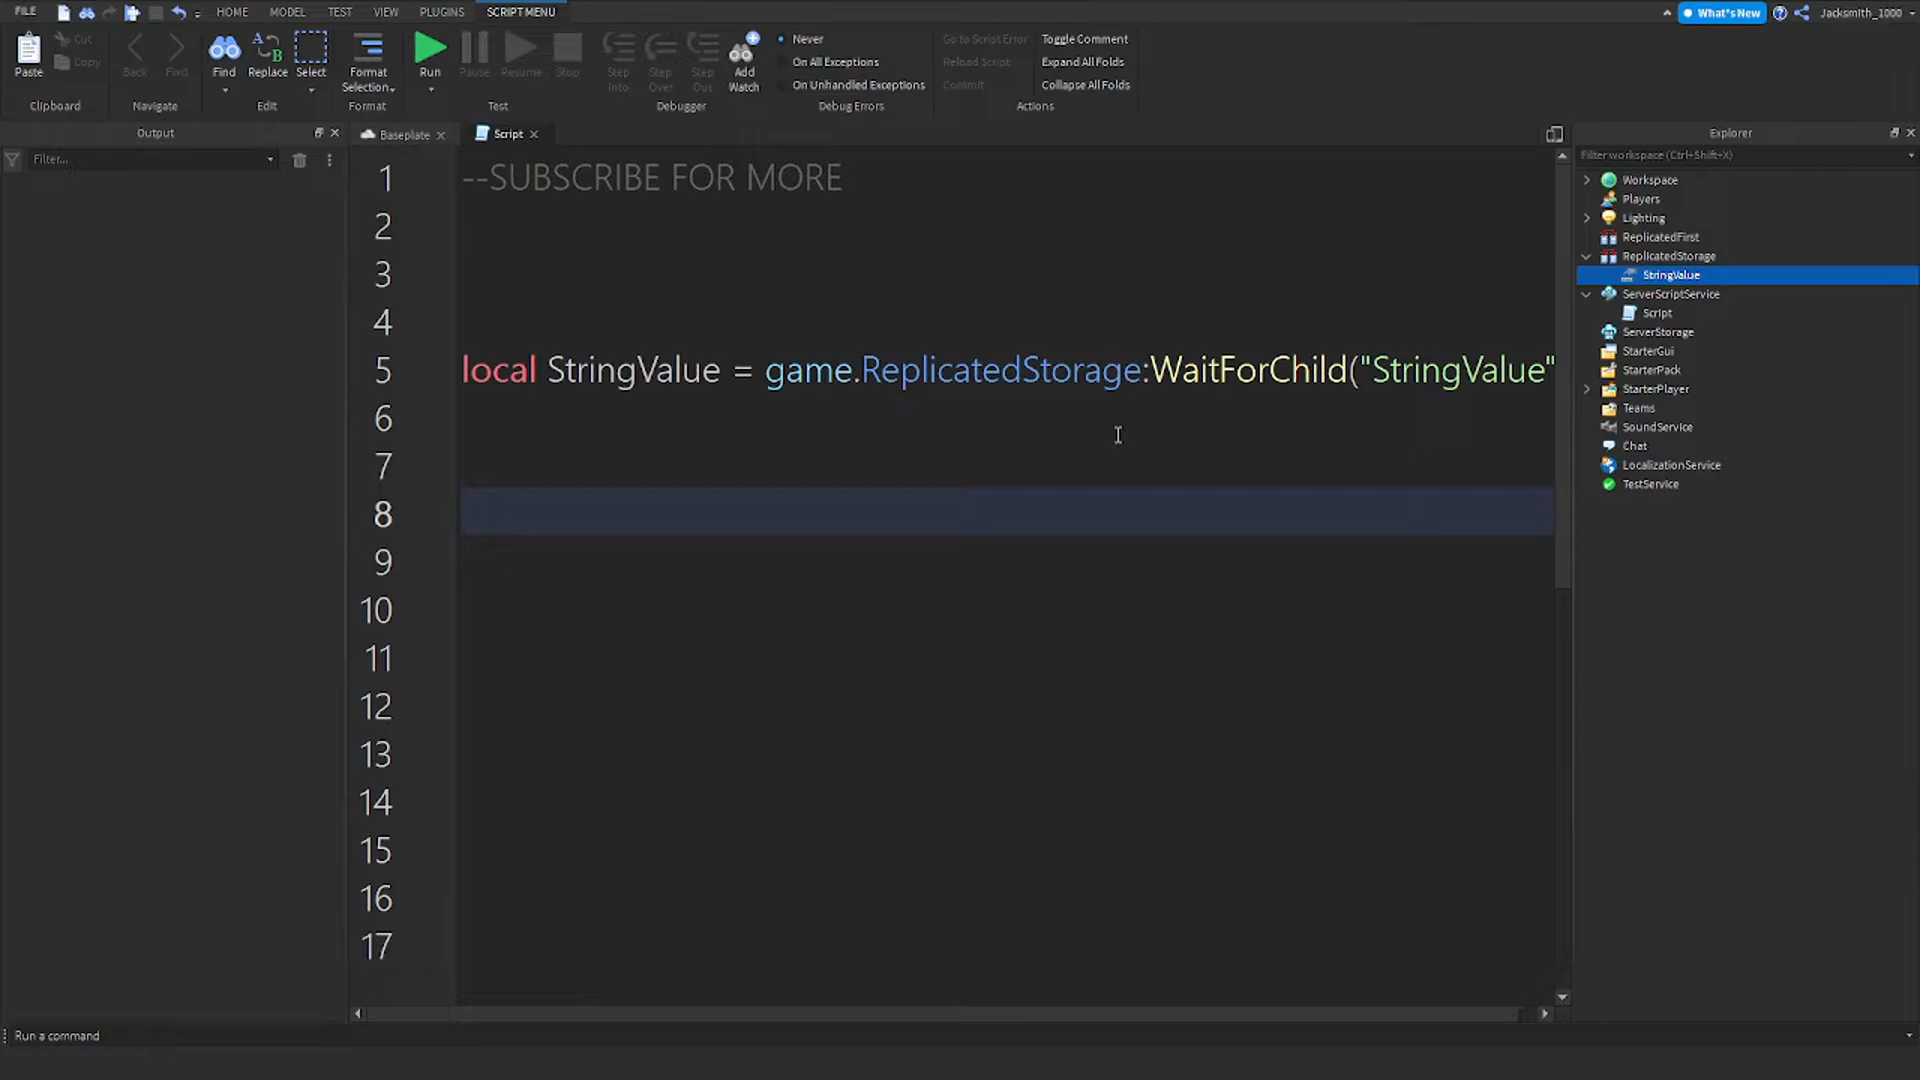 FILE HOME MODEL TEST VIEW PLUGINS SCRIPT MENU What's New Jacksmith_1000
Paste Cut Copy
Clipboard
Back Fwd
Navigate
Find Replace Select
Edit
Format Selection
Format
Run Pause Resume Stop
Test
Step Into Step Over Step Out Add Watch
Debugger
Never
On All Exceptions
On Unhandled Exceptions
Debug Errors
Go to Script Error
Reload Script
Commit
Toggle Comment
Expand All Folds
Collapse All Folds
Actions
Output
Filter...
Baseplate Script
1 --SUBSCRIBE FOR MORE
2
3
4
5 local StringValue = game.ReplicatedStorage:WaitForChild("StringValue"
6
7
8
9
10
11
12
13
14
15
16
17
Explorer
Filter workspace (Ctrl+Shift+X)
Workspace
Players
Lighting
ReplicatedFirst
ReplicatedStorage
StringValue
ServerScriptService
Script
ServerStorage
StarterGui
StarterPack
StarterPlayer
Teams
SoundService
Chat
LocalizationService
TestService
Run a command